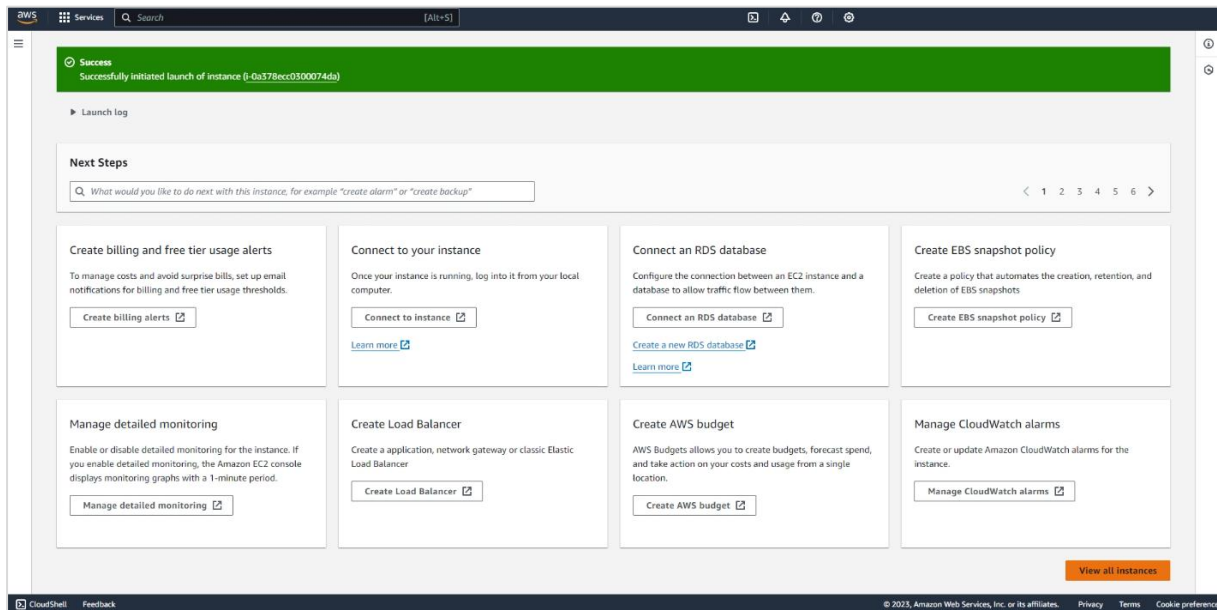 aws
Services
Search
[Alt+S]
Success
Successfully initiated launch of instance (i-0a378ecc0300074da)
Launch log
Next Steps
What would you like to do next with this instance, for example "create alarm" or "create backup"
1 2 3 4 5 6
Create billing and free tier usage alerts
To manage costs and avoid surprise bills, set up email
notifications for billing and free tier usage thresholds.
Create billing alerts
Connect to your instance
Once your instance is running, log into it from your local
computer.
Connect to instance
Learn more
Connect an RDS database
Configure the connection between an EC2 instance and a
database to allow traffic flow between them.
Connect an RDS database
Create a new RDS database
Learn more
Create EBS snapshot policy
Create a policy that automates the creation, retention, and
deletion of EBS snapshots
Create EBS snapshot policy
Manage detailed monitoring
Enable or disable detailed monitoring for the instance. If
you enable detailed monitoring, the Amazon EC2 console
displays monitoring graphs with a 1-minute period.
Manage detailed monitoring
Create Load Balancer
Create a application, network gateway or classic Elastic
Load Balancer
Create Load Balancer
Create AWS budget
AWS Budgets allows you to create budgets, forecast spend,
and take action on your costs and usage from a single
location.
Create AWS budget
Manage CloudWatch alarms
Create or update Amazon CloudWatch alarms for the
instance.
Manage CloudWatch alarms
View all instances
CloudShell
Feedback
© 2023, Amazon Web Services, Inc. or its affiliates.
Privacy
Terms
Cookie preference